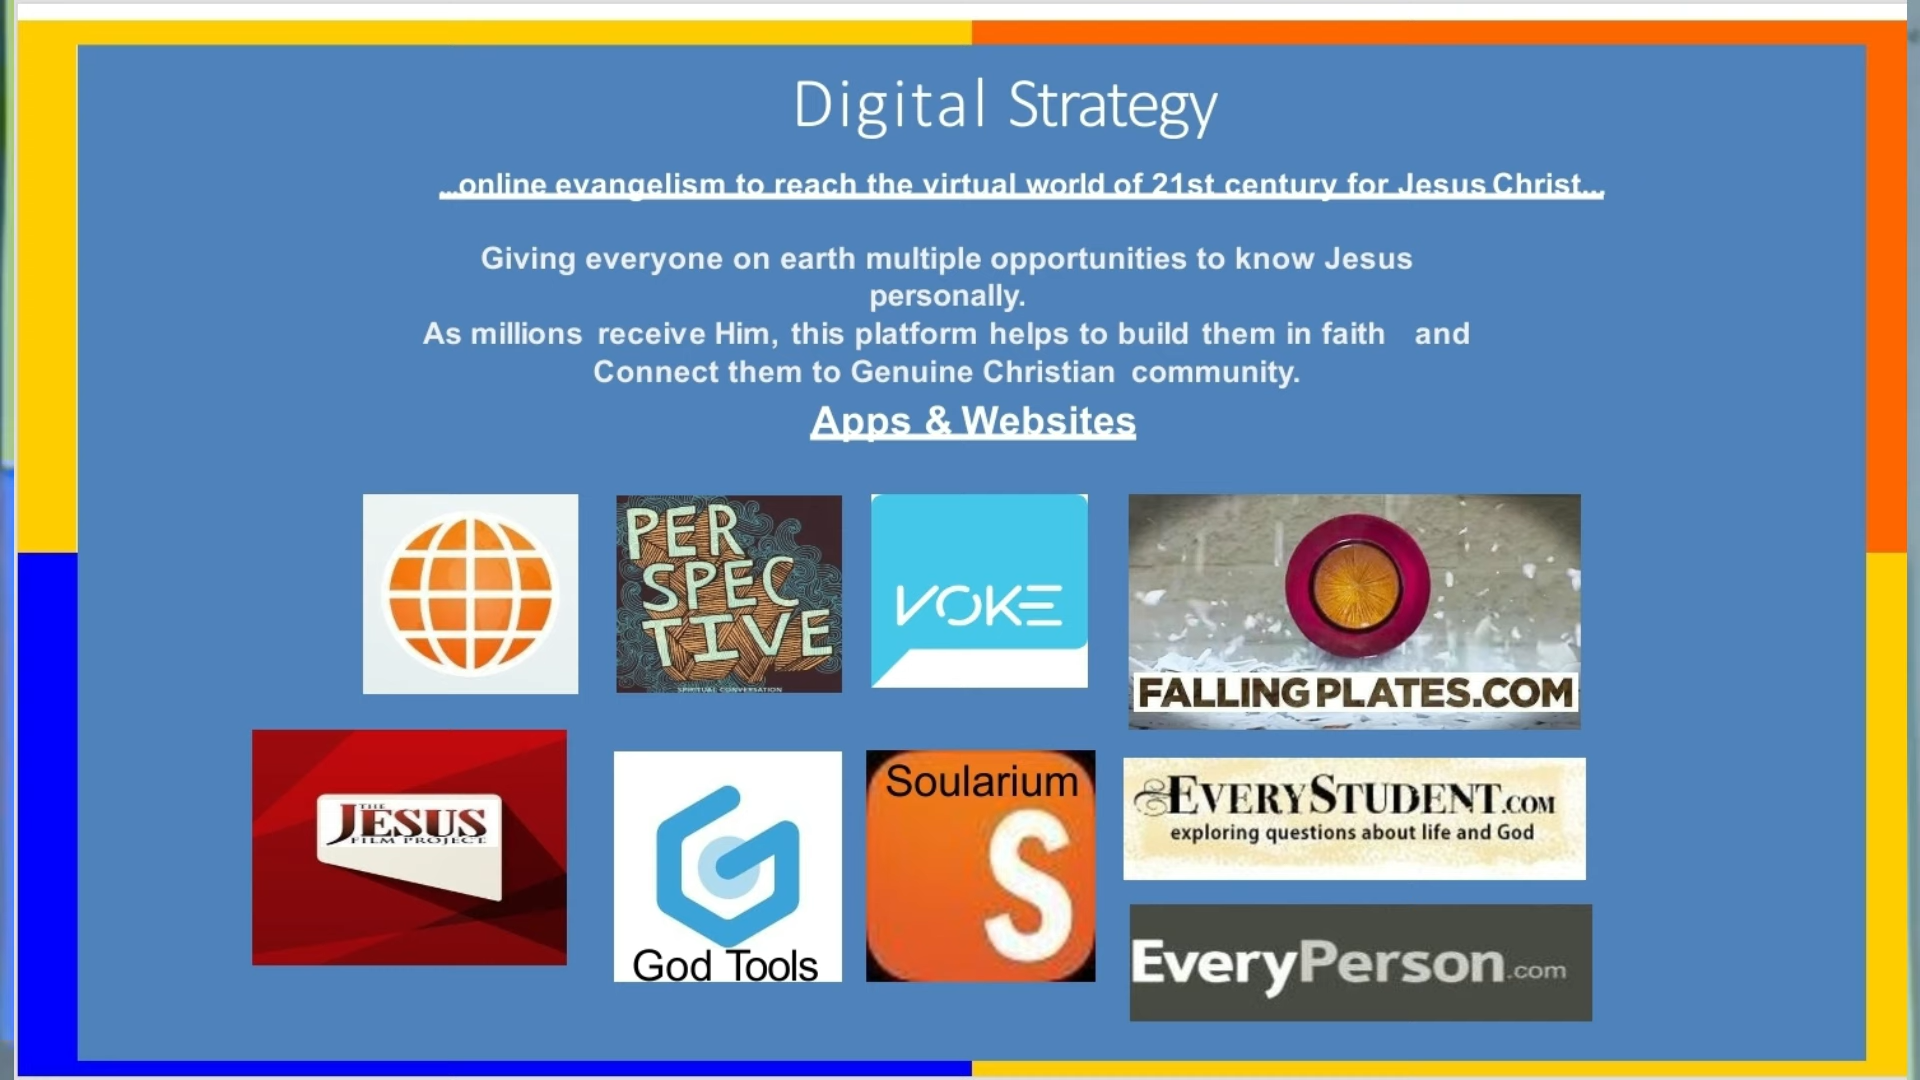 Digital Strategy
...online evangelism to reach the virtual world of 21st century for Jesus Christ...
Giving everyone on earth multiple opportunities to know Jesus
personally.
As millions receive Him, this platform helps to build them in faith and
Connect them to Genuine Christian community.
Apps & Websites
PER
SPEC
TIVE
SPIRITUAL CONVERSATION
VOKE
FALLINGPLATES.COM
THE
JESUS
FILM PROJECT
God Tools
Soularium
S
EVERYSTUDENT.COM
exploring questions about life and God
EveryPerson.com